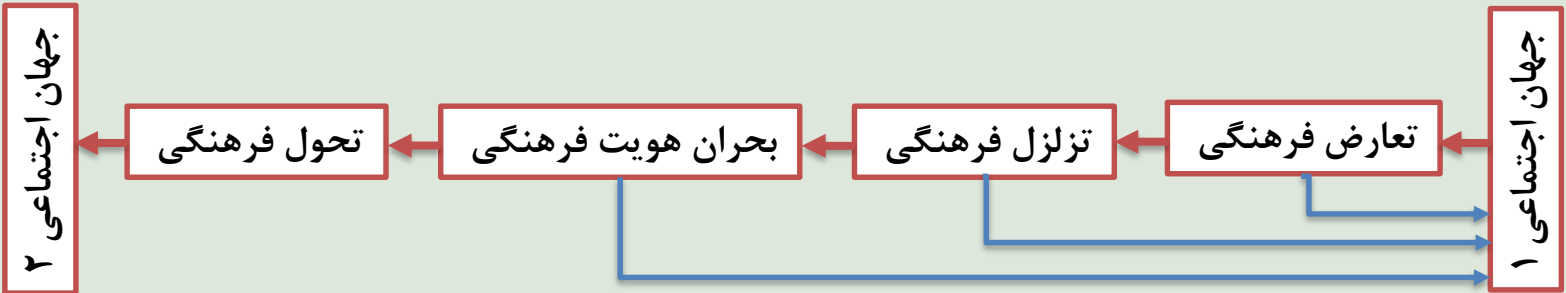 جهان اجتماعی ۱
تعارض فرهنگی
تزلزل فرهنگی
بحران هویت فرهنگی
تحول فرهنگی
جهان اجتماعی ۲